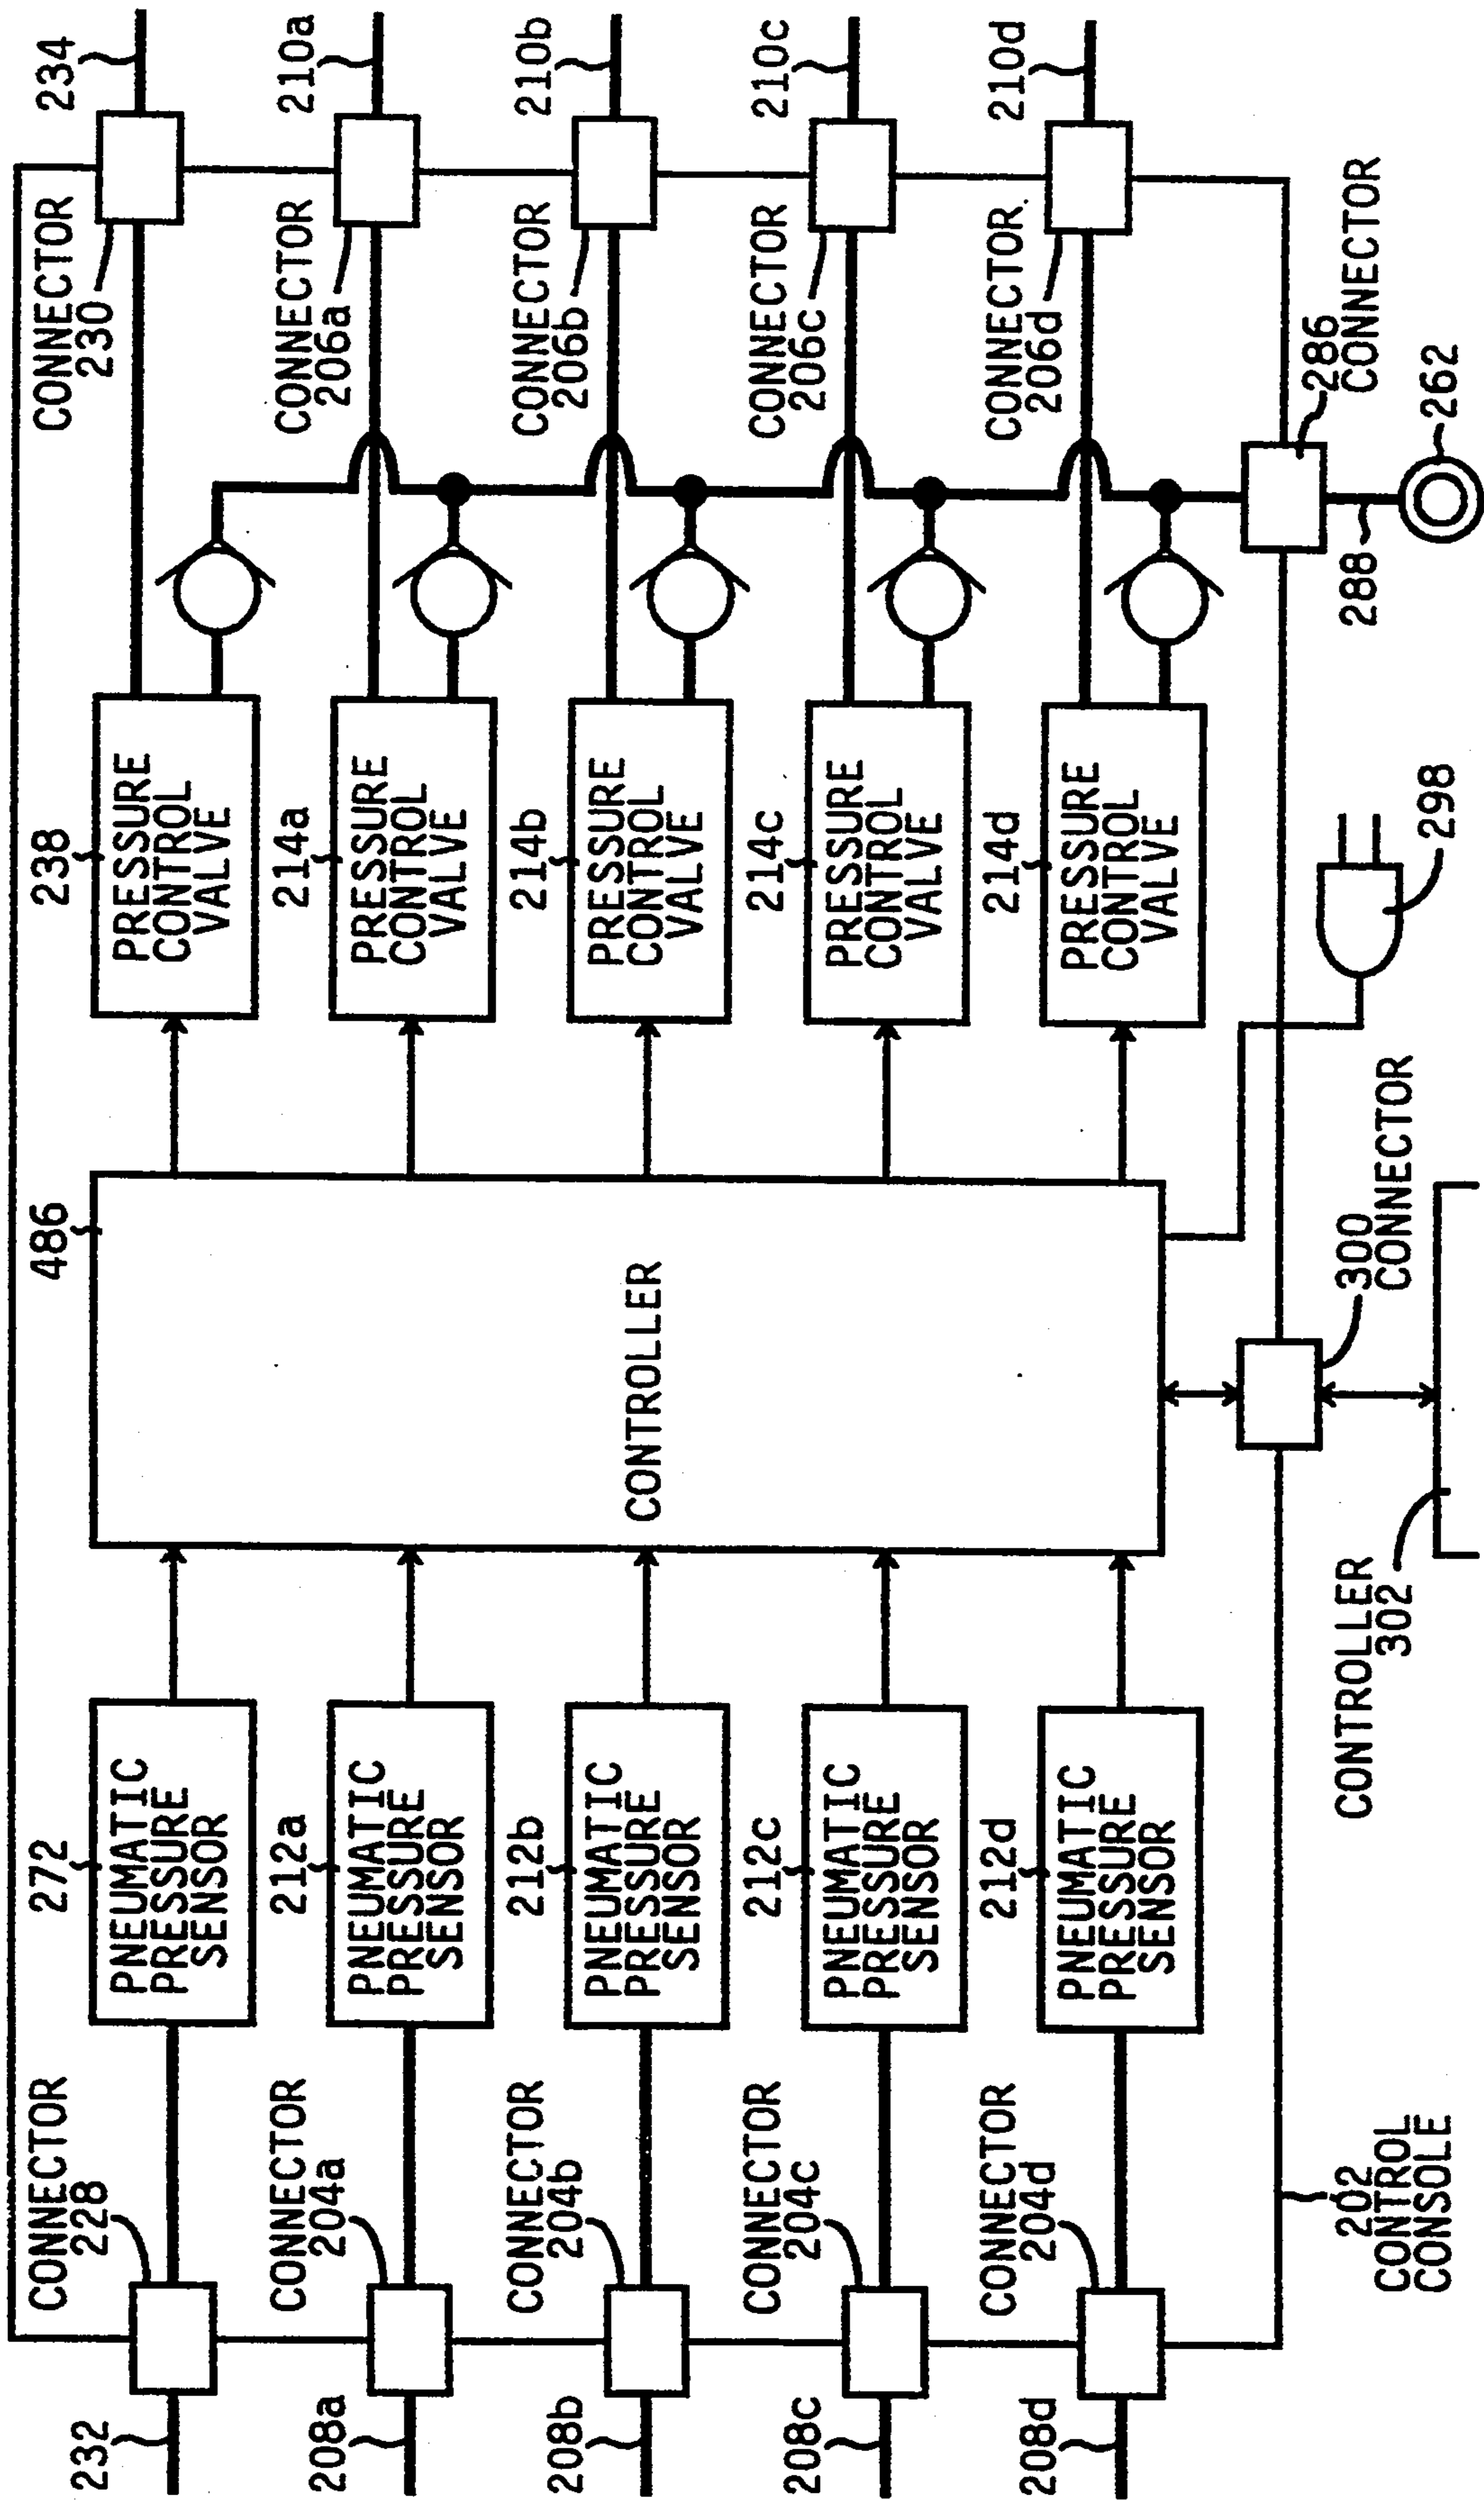 CONNECTOR
228
232
272
PNEUMATIC
PRESSURE
SENSOR
486
CONTROLLER
238
PRESSURE
CONTROL
VALVE
CONNECTOR
230
234
CONNECTOR
204a
208a
212a
PNEUMATIC
PRESSURE
SENSOR
214a
PRESSURE
CONTROL
VALVE
CONNECTOR
206a
210a
CONNECTOR
204b
208b
212b
PNEUMATIC
PRESSURE
SENSOR
214b
PRESSURE
CONTROL
VALVE
CONNECTOR
206b
210b
CONNECTOR
204c
208c
212c
PNEUMATIC
PRESSURE
SENSOR
214c
PRESSURE
CONTROL
VALVE
CONNECTOR
206c
210c
CONNECTOR
204d
208d
212d
PNEUMATIC
PRESSURE
SENSOR
214d
PRESSURE
CONTROL
VALVE
CONNECTOR
206d
210d
202
CONTROL
CONSOLE
CONTROLLER
302
300
CONNECTOR
298
288
286
CONNECTOR
262